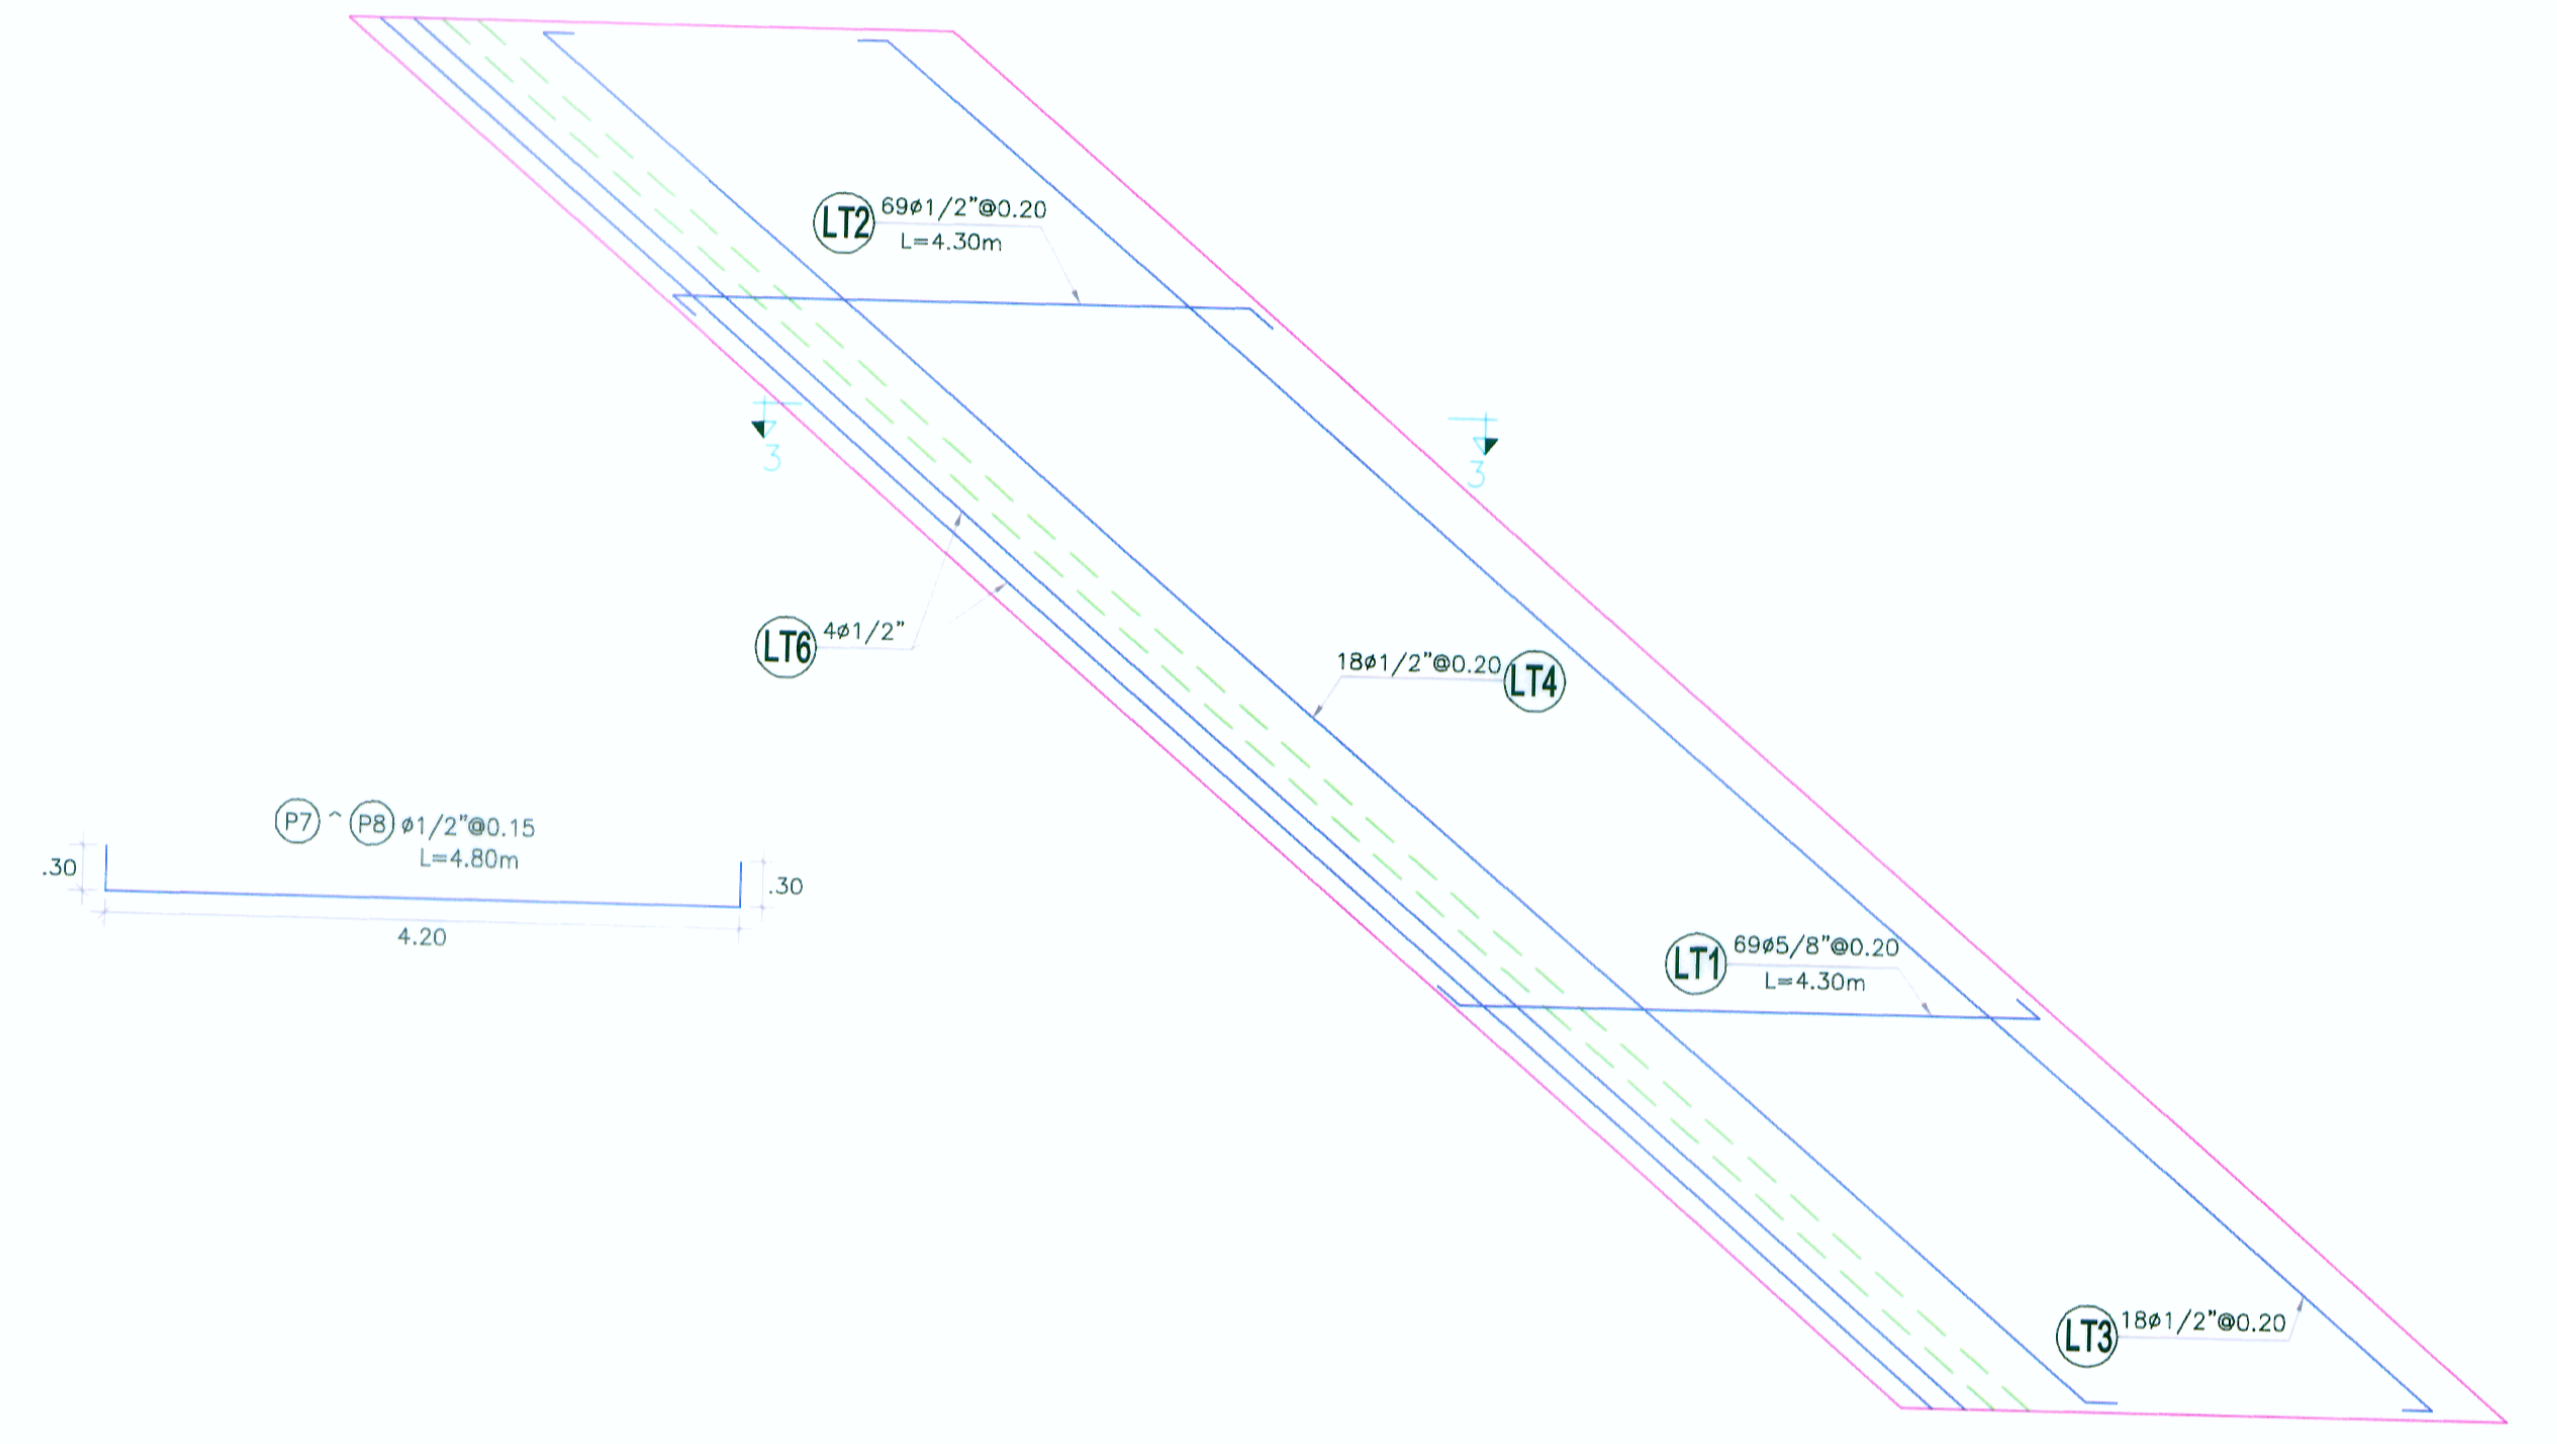 LT2 69ø1/2"@0.20
L=4.30m
3
3
LT6 4ø1/2"
18ø1/2"@0.20 LT4
P7 ^ P8 ø1/2"@0.15
L=4.80m
.30
.30
4.20
LT1 69ø5/8"@0.20
L=4.30m
LT3 18ø1/2"@0.20